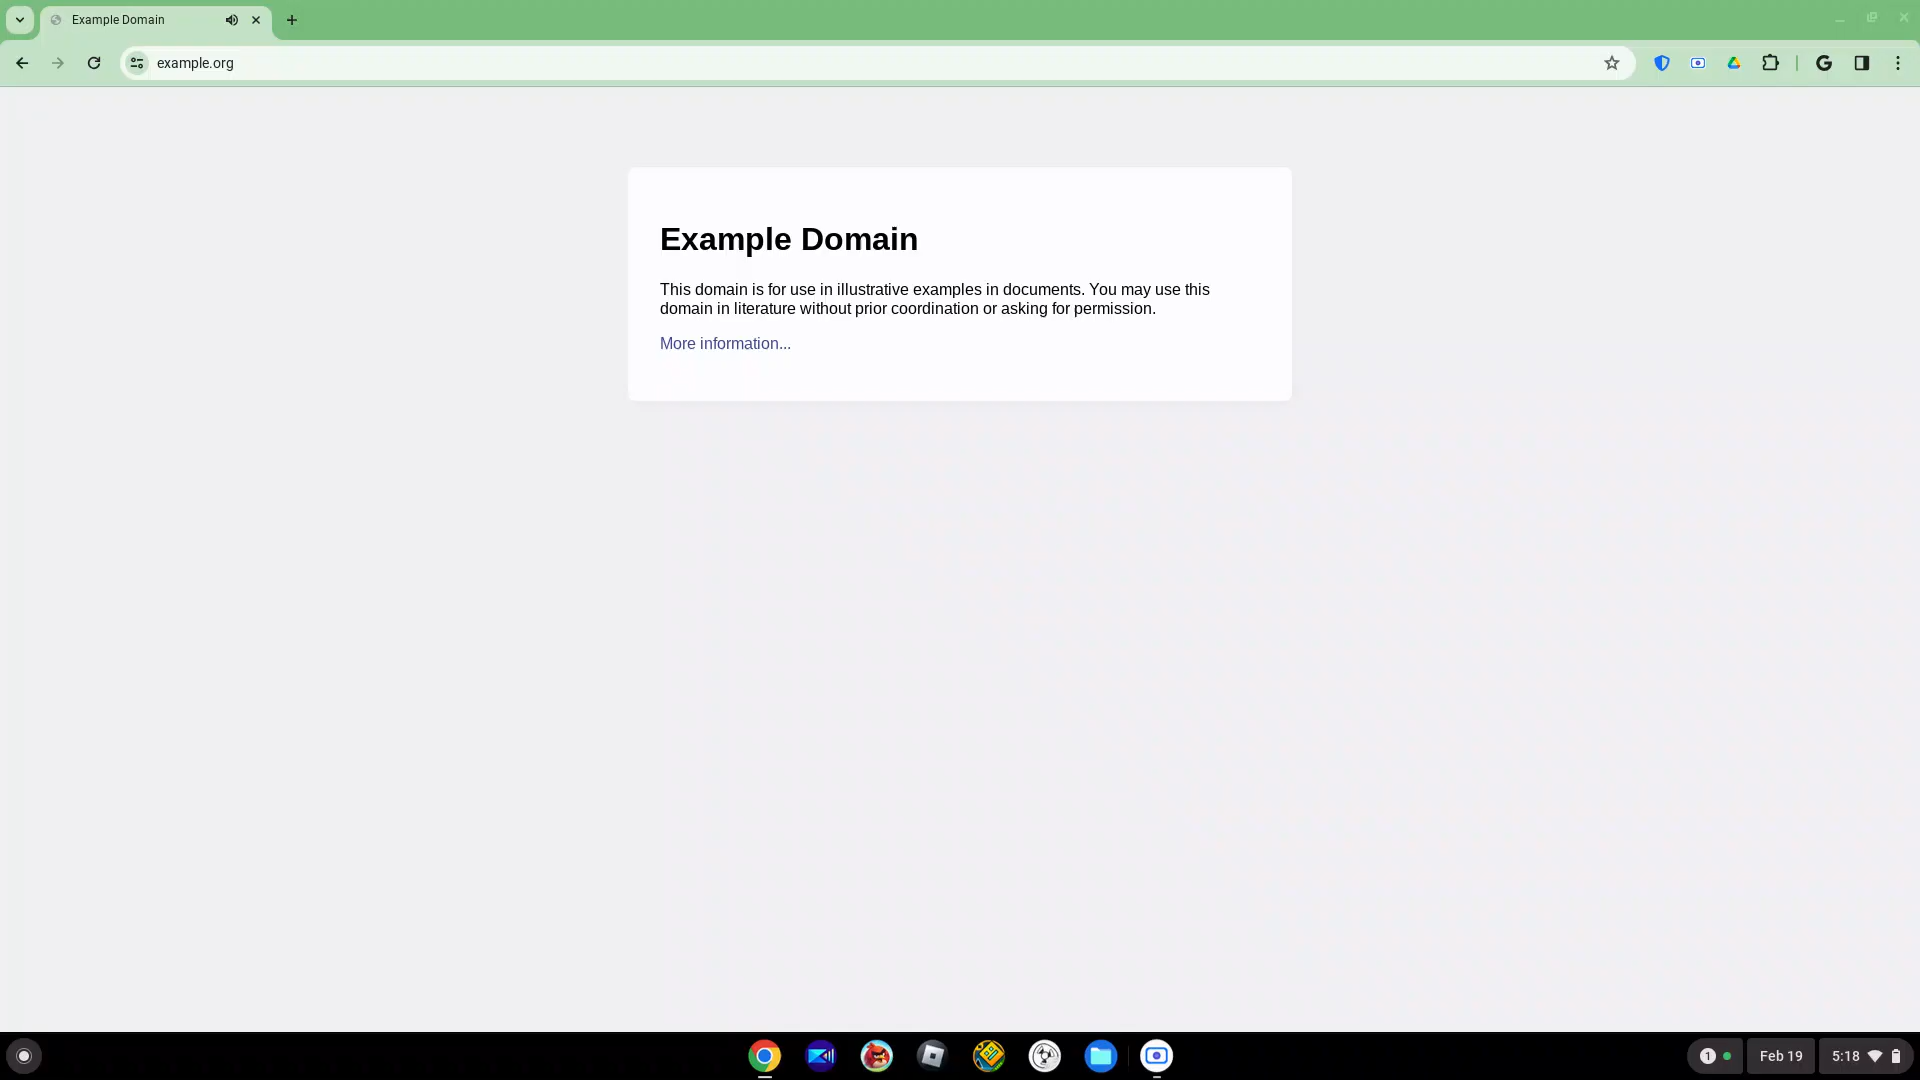 Example Domain
example.org
Example Domain
This domain is for use in illustrative examples in documents. You may use this
domain in literature without prior coordination or asking for permission.
More information...
1
Feb 19
5:18